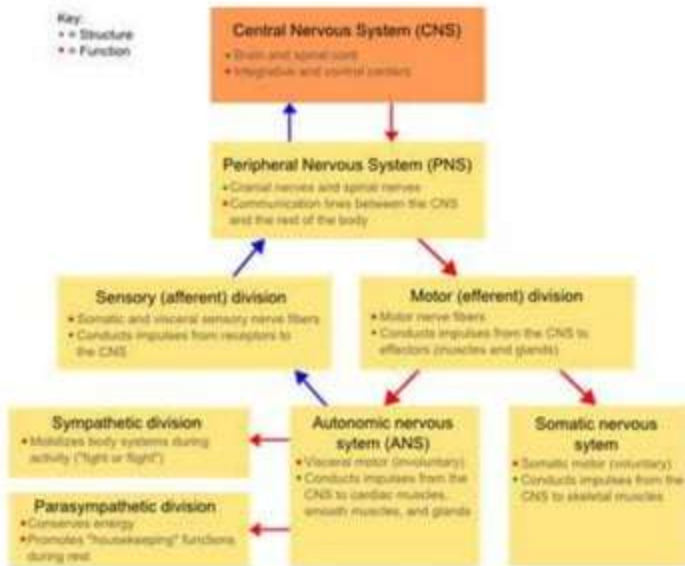 Key:
• = Structure
• = Function
Central Nervous System (CNS)
• Brain and spinal cord
• Integrative and control centers
Peripheral Nervous System (PNS)
• Cranial nerves and spinal nerves
• Communication lines between the CNS
and the rest of the body
Sensory (afferent) division
• Somatic and visceral sensory nerve fibers
• Conducts impulses from receptors to
the CNS
Motor (efferent) division
• Motor nerve fibers
• Conducts impulses from the CNS to
effectors (muscles and glands)
Sympathetic division
• Mobilizes body systems during
activity ("fight or flight")
Parasympathetic division
• Conserves energy
• Promotes "housekeeping" functions
during rest
Autonomic nervous
sytem (ANS)
• Visceral motor (involuntary)
• Conducts impulses from the
CNS to cardiac muscles,
smooth muscles, and glands
Somatic nervous
sytem
• Somatic motor (voluntary)
• Conducts impulses from the
CNS to skeletal muscles